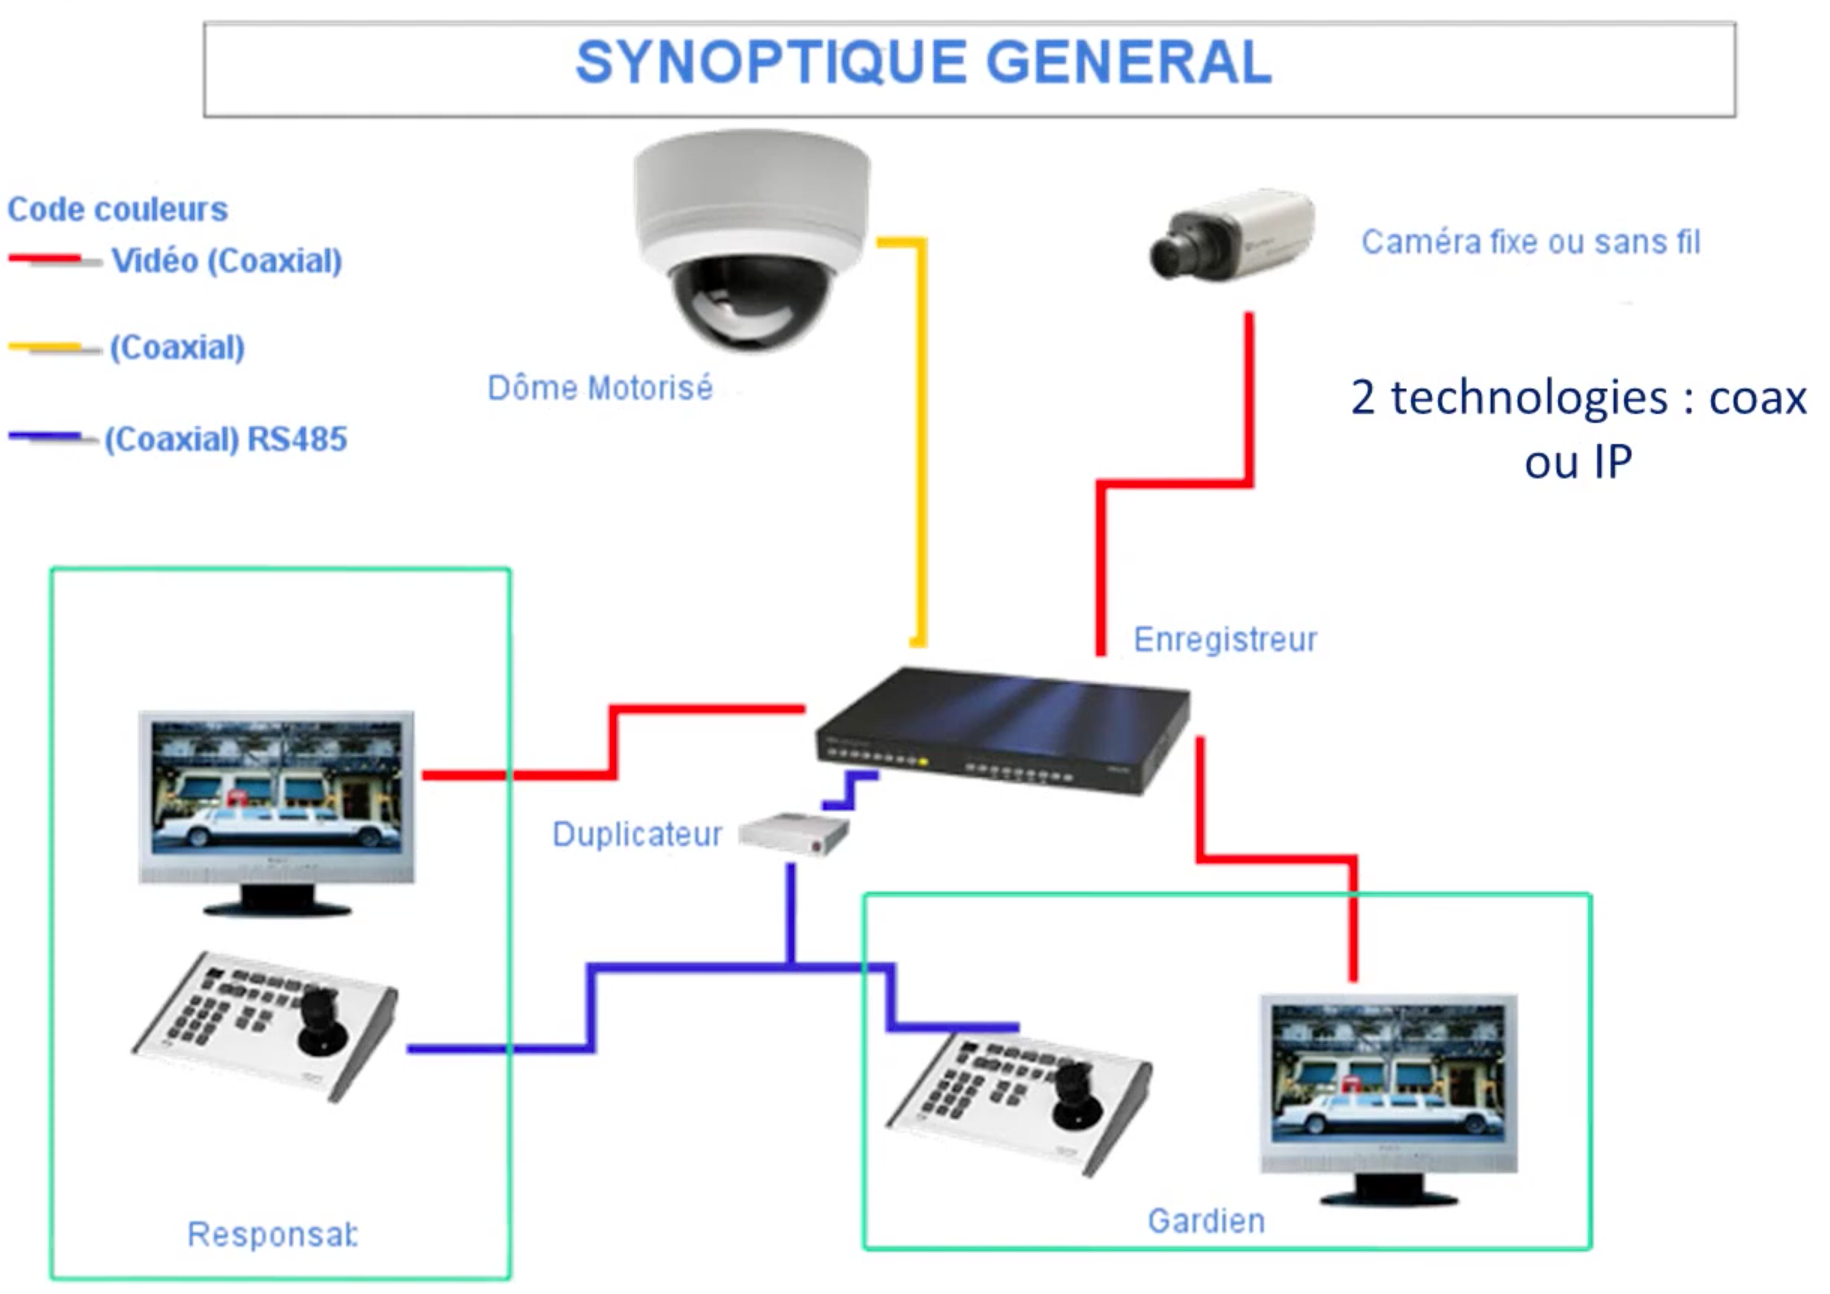 SYNOPTIQUE GENERAL
Code couleurs
Vidéo (Coaxial)
(Coaxial)
(Coaxial) RS485
Dôme Motorisé
Caméra fixe ou sans fil
2 technologies : coax
ou IP
Enregistreur
Duplicateur
Responsab
Gardien